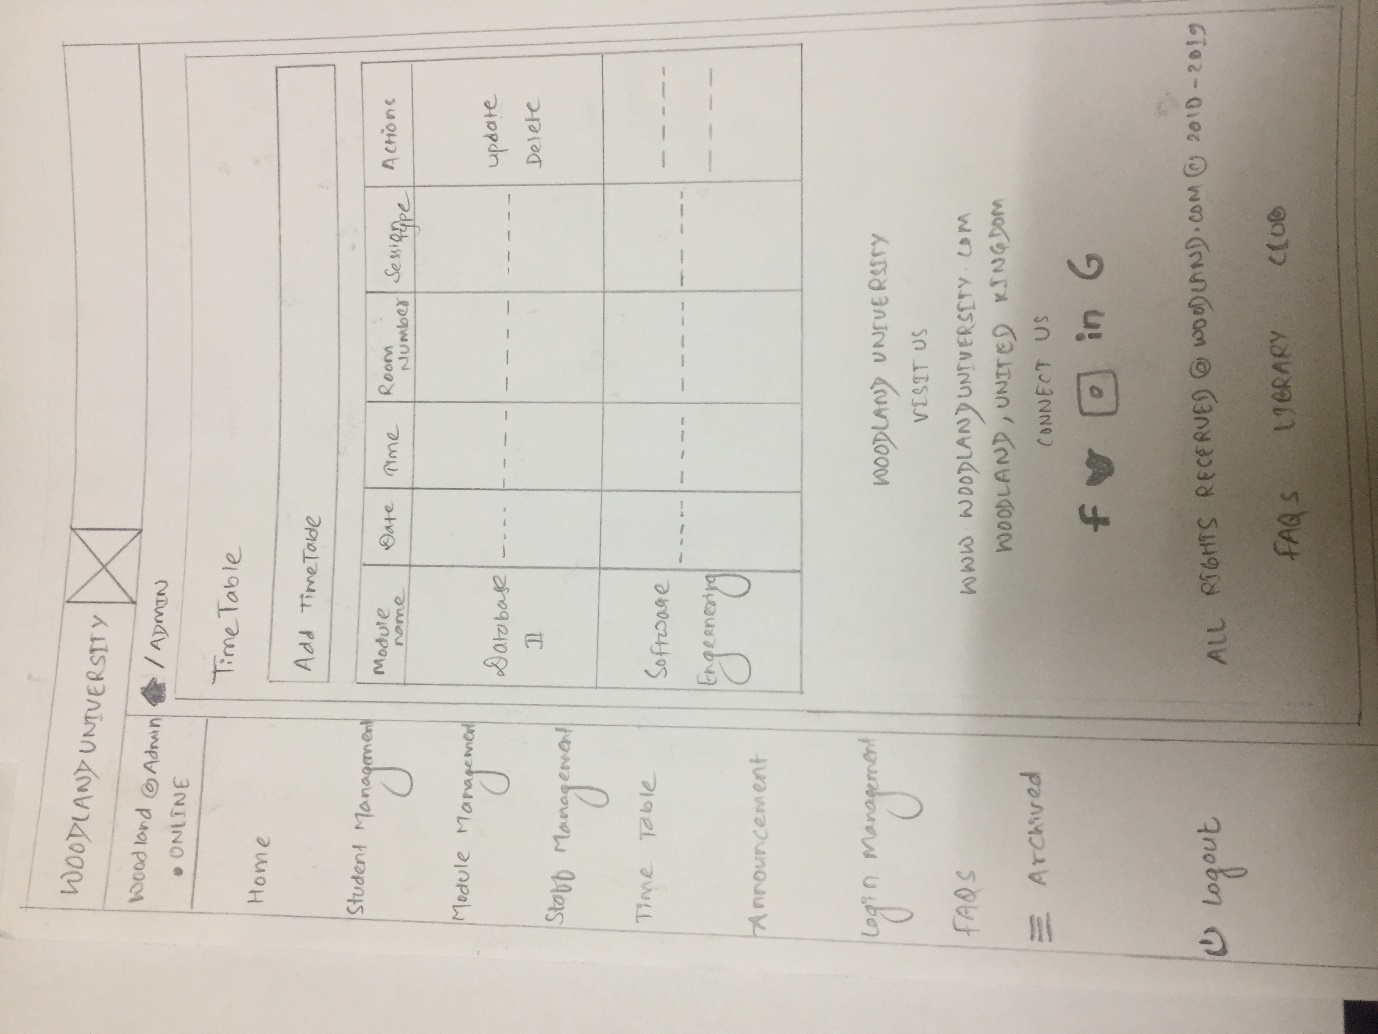 WOODLAND UNIVERSITY
Woodland @Admin
• ONLINE
/ ADMIN
Home
Student Management
Module Management
Staff Management
Time Table
Announcement
Login Management
FAQS
Archived
Logout
TimeTable
Add TimeTable
Module name
Date
Time
Room Number
Session type
Actions
Database II
Update
Delete
Software Engeenering
WOODLAND UNIVERSITY
VISIT US
WWW WOODLANDUNIVERSITY.COM
WOODLAND, UNITED KINGDOM
CONNECT US
f in G
ALL RIGHTS RECERVED @ WOODLAND.COM © 2010 - 2019
FAQS LIBRARY CLUB